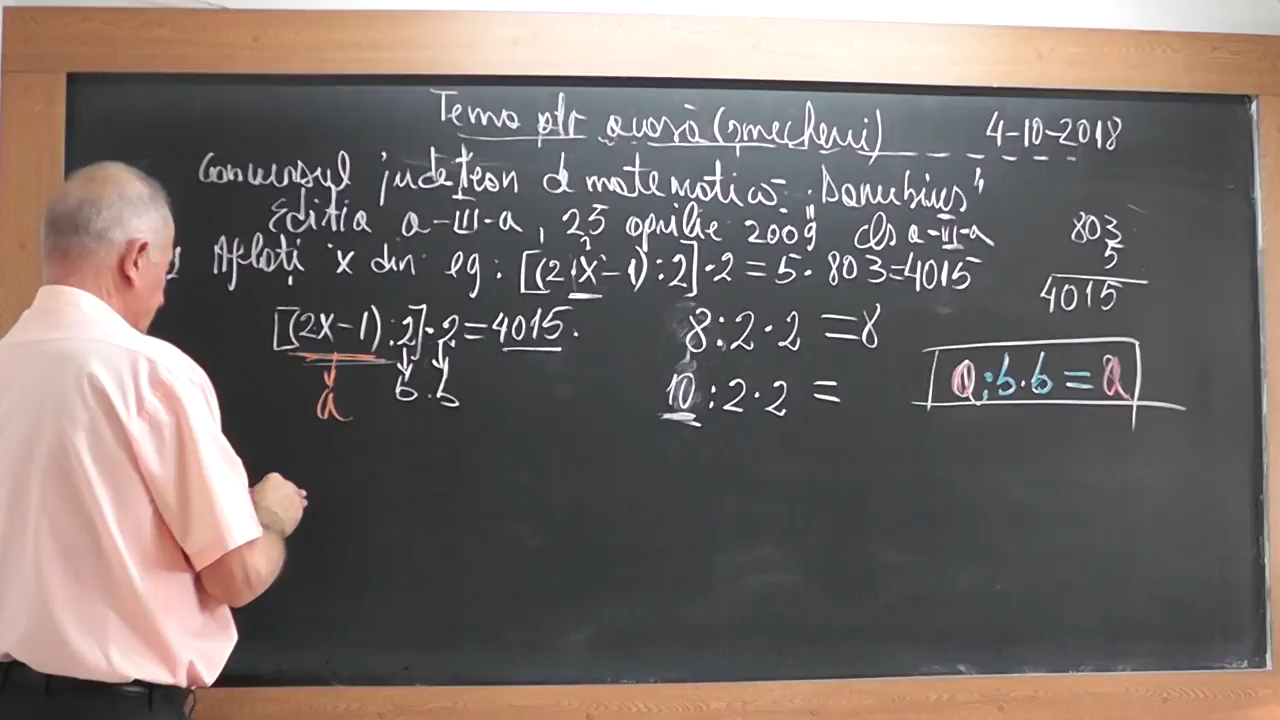 Tema ptr acasă (șmecheri) 4-10-2018
Concursul județean de matematică "Danubius"
Ediția a-III-a, 25 aprilie 2009 cls a-III-a
Aflați x din eg: [(2·x-1):2]·2=5·803=4015
803
5
4015
[(2x-1):2]·2=4015.
a b.b
8:2·2=8
10:2·2=
a:b·b=a